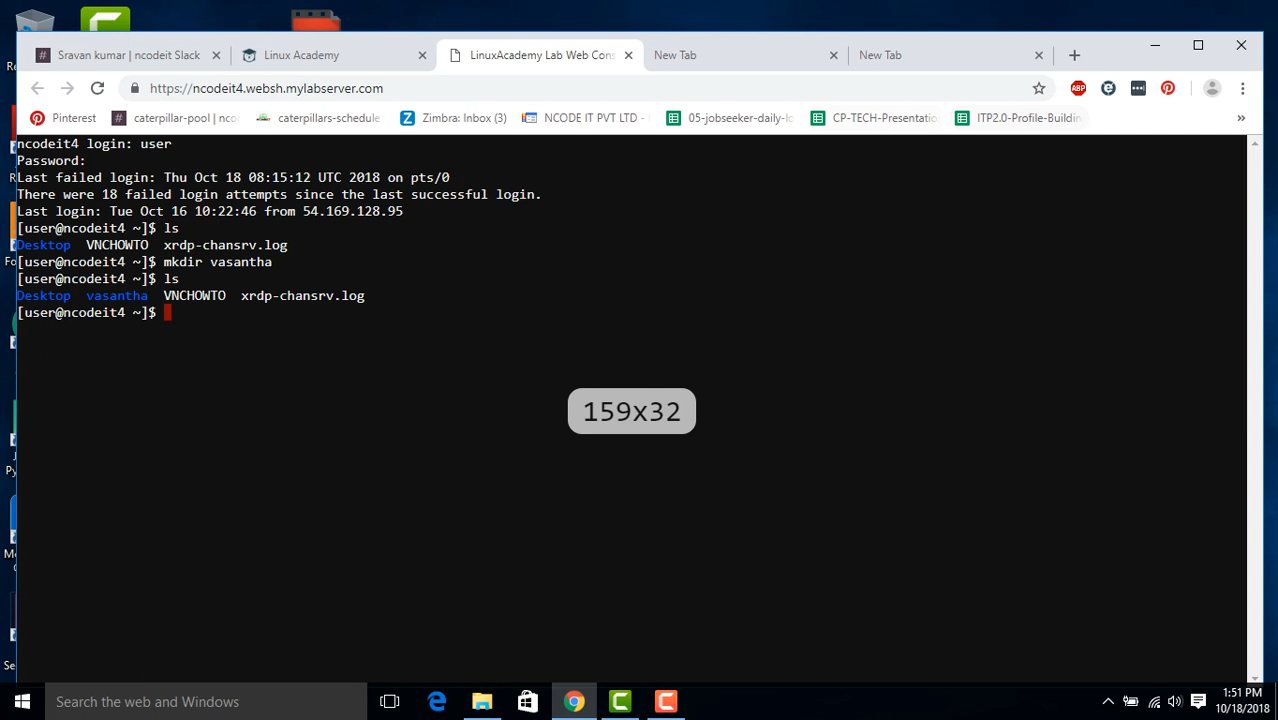 Sravan kumar | ncodeit Slack
Linux Academy
LinuxAcademy Lab Web Cons
New Tab
New Tab
https://ncodeit4.websh.mylabserver.com
ABP
Pinterest
caterpillar-pool | nco
caterpillars-schedule
Zimbra: Inbox (3)
NCODE IT PVT LTD -
05-jobseeker-daily-lo
CP-TECH-Presentatio
ITP2.0-Profile-Building
ncodeit4 login: user
Password:
Last failed login: Thu Oct 18 08:15:12 UTC 2018 on pts/0
There were 18 failed login attempts since the last successful login.
Last login: Tue Oct 16 10:22:46 from 54.169.128.95
[user@ncodeit4 ~]$ ls
Desktop  VNCHOWTO  xrdp-chansrv.log
[user@ncodeit4 ~]$ mkdir vasantha
[user@ncodeit4 ~]$ ls
Desktop  vasantha  VNCHOWTO  xrdp-chansrv.log
[user@ncodeit4 ~]$
159x32
Search the web and Windows
1:51 PM
10/18/2018